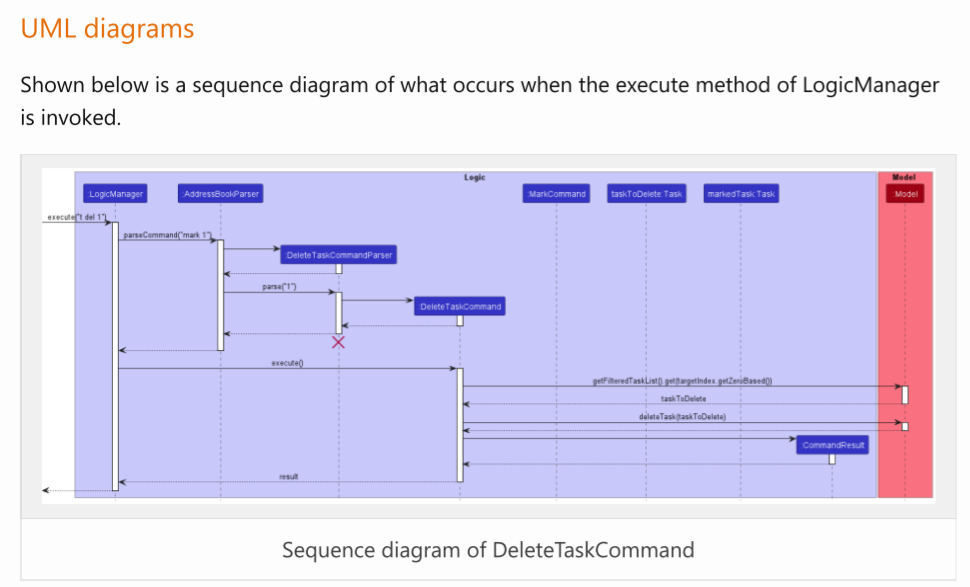 UML diagrams
Shown below is a sequence diagram of what occurs when the execute method of LogicManager
is invoked.
Logic
Model
:LogicManager
:AddressBookParser
:MarkCommand
taskToDelete:Task
markedTask:Task
:Model
execute("t del 1")
parseCommand("mark 1")
:DeleteTaskCommandParser
parse("1")
:DeleteTaskCommand
execute()
getFilteredTaskList().get(targetIndex.getZeroBased())
taskToDelete
deleteTask(taskToDelete)
:CommandResult
result
Sequence diagram of DeleteTaskCommand